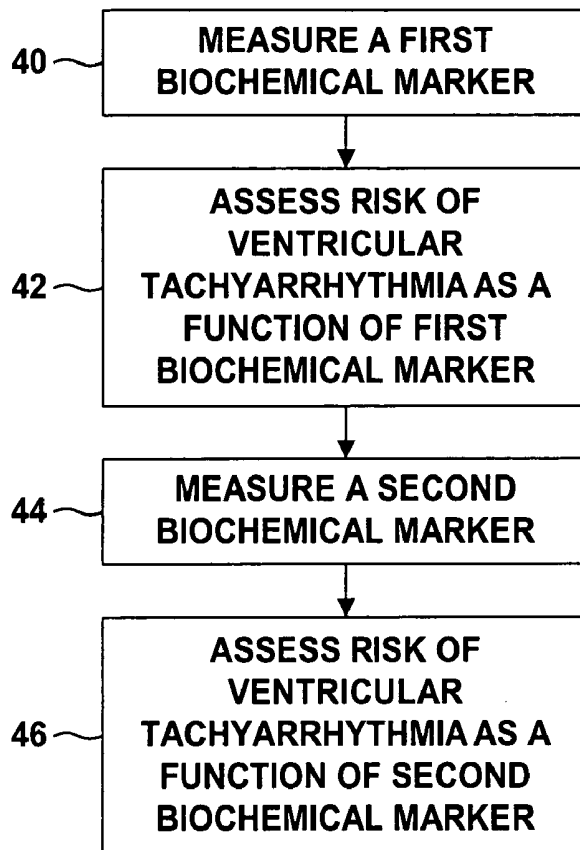 40
MEASURE A FIRST
BIOCHEMICAL MARKER
42
ASSESS RISK OF
VENTRICULAR
TACHYARRHYTHMIA AS A
FUNCTION OF FIRST
BIOCHEMICAL MARKER
44
MEASURE A SECOND
BIOCHEMICAL MARKER
46
ASSESS RISK OF
VENTRICULAR
TACHYARRHYTHMIA AS A
FUNCTION OF SECOND
BIOCHEMICAL MARKER